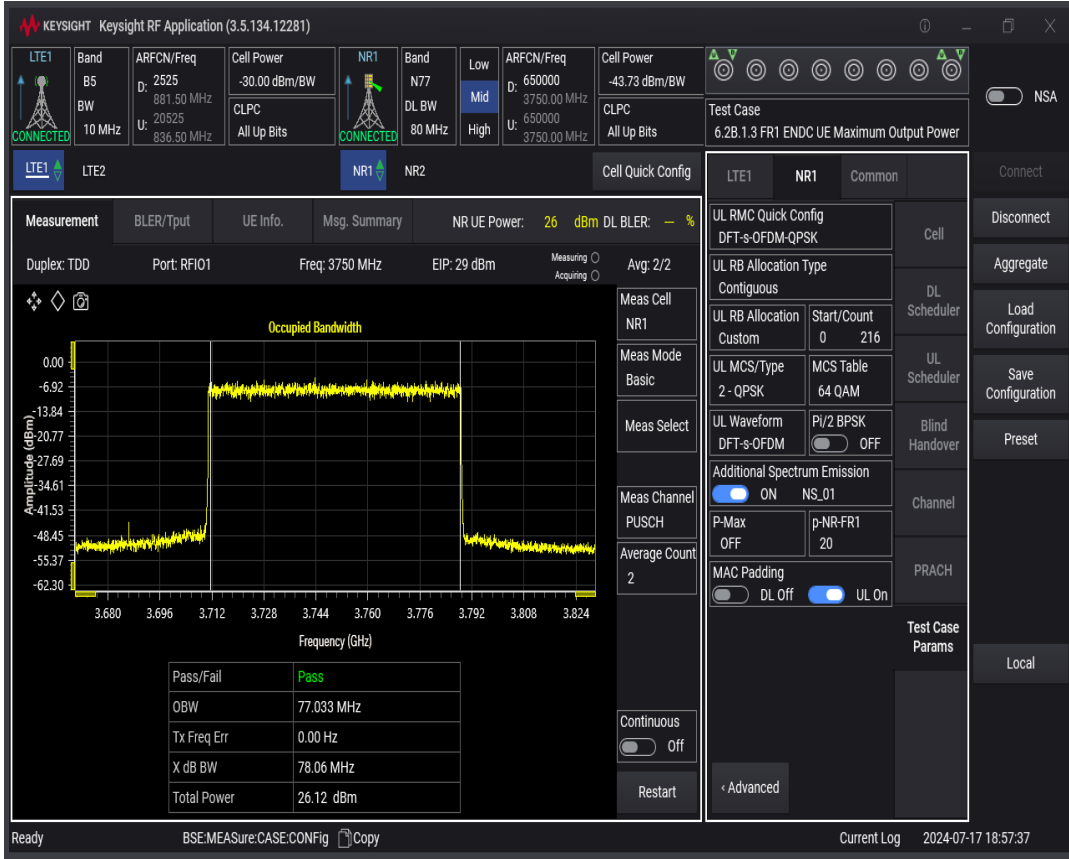 KEYSIGHT Keysight RF Application (3.5.134.12281)
LTE1 Band ARFCN/Freq Cell Power NR1 Band Low ARFCN/Freq Cell Power
B5 D: 2525 -30.00 dBm/BW N77 D: 650000 -43.73 dBm/BW
881.50 MHz Mid 3750.00 MHz
BW U: 20525 CLPC DL BW U: 650000 CLPC
CONNECTED 10 MHz 836.50 MHz All Up Bits CONNECTED 80 MHz High 3750.00 MHz All Up Bits
A V A V
NSA
Test Case
6.2B.1.3 FR1 ENDC UE Maximum Output Power
LTE1 LTE2 NR1 NR2 Cell Quick Config
Measurement BLER/Tput UE Info. Msg. Summary NR UE Power: 26 dBm DL BLER: — %
Duplex: TDD Port: RFIO1 Freq: 3750 MHz EIP: 29 dBm Measuring Avg: 2/2
Acquiring
Occupied Bandwidth
Amplitude (dBm)
0.00
-6.92
-13.84
-20.77
-27.69
-34.61
-41.53
-48.45
-55.37
-62.30
3.680 3.696 3.712 3.728 3.744 3.760 3.776 3.792 3.808 3.824
Frequency (GHz)
Pass/Fail Pass
OBW 77.033 MHz
Tx Freq Err 0.00 Hz
X dB BW 78.06 MHz
Total Power 26.12 dBm
Meas Cell
NR1
Meas Mode
Basic
Meas Select
Meas Channel
PUSCH
Average Count
2
Continuous
Off
Restart
LTE1 NR1 Common
UL RMC Quick Config
DFT-s-OFDM-QPSK
UL RB Allocation Type
Contiguous
UL RB Allocation Start/Count
Custom 0 216
UL MCS/Type MCS Table
2 - QPSK 64 QAM
UL Waveform Pi/2 BPSK
DFT-s-OFDM OFF
Additional Spectrum Emission
ON NS_01
P-Max p-NR-FR1
OFF 20
MAC Padding
DL Off UL On
‹ Advanced
Cell
DL
Scheduler
UL
Scheduler
Blind
Handover
Channel
PRACH
Test Case
Params
Connect
Disconnect
Aggregate
Load
Configuration
Save
Configuration
Preset
Local
Ready BSE:MEASure:CASE:CONFig Copy Current Log 2024-07-17 18:57:37